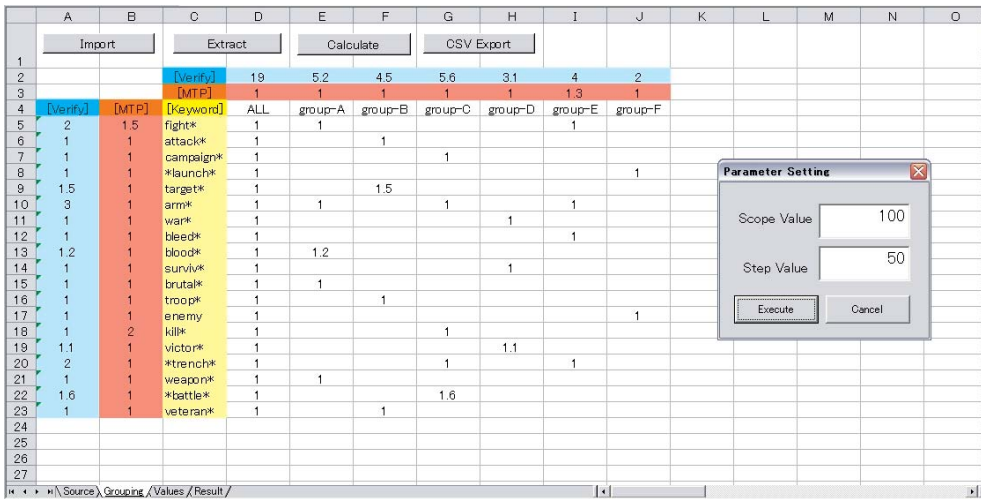 A B C D E F G H I J K L M N O
Import Extract Calculate CSV Export
1
2 [Verify] 19 5.2 4.5 5.6 3.1 4 2
3 [MTP] 1 1 1 1 1 1.3 1
4 [Verify] [MTP] [Keyword] ALL group-A group-B group-C group-D group-E group-F
5 2 1.5 fight* 1 1 1
6 1 1 attack* 1 1
7 1 1 campaign* 1 1
8 1 1 *launch* 1 1
9 1.5 1 target* 1 1.5
10 3 1 arm* 1 1 1 1
11 1 1 war* 1 1
12 1 1 bleed* 1 1
13 1.2 1 blood* 1 1.2
14 1 1 surviv* 1 1
15 1 1 brutal* 1 1
16 1 1 troop* 1 1
17 1 1 enemy 1 1
18 1 2 kill* 1 1
19 1.1 1 victor* 1 1.1
20 2 1 *trench* 1 1 1
21 1 1 weapon* 1 1
22 1.6 1 *battle* 1 1.6
23 1 1 veteran* 1 1
24
25
26
27
Source Grouping Values Result
Parameter Setting
Scope Value 100
Step Value 50
Execute Cancel